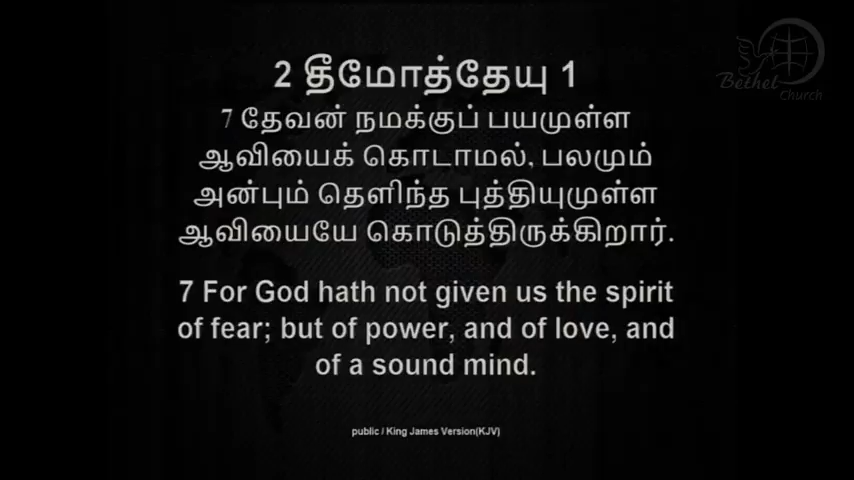 Bethel
Church
2 தீமோத்தேயு 1
7 தேவன் நமக்குப் பயமுள்ள
ஆவியைக் கொடாமல், பலமும்
அன்பும் தெளிந்த புத்தியுமுள்ள
ஆவியையே கொடுத்திருக்கிறார்.
7 For God hath not given us the spirit
of fear; but of power, and of love, and
of a sound mind.
public / King James Version(KJV)